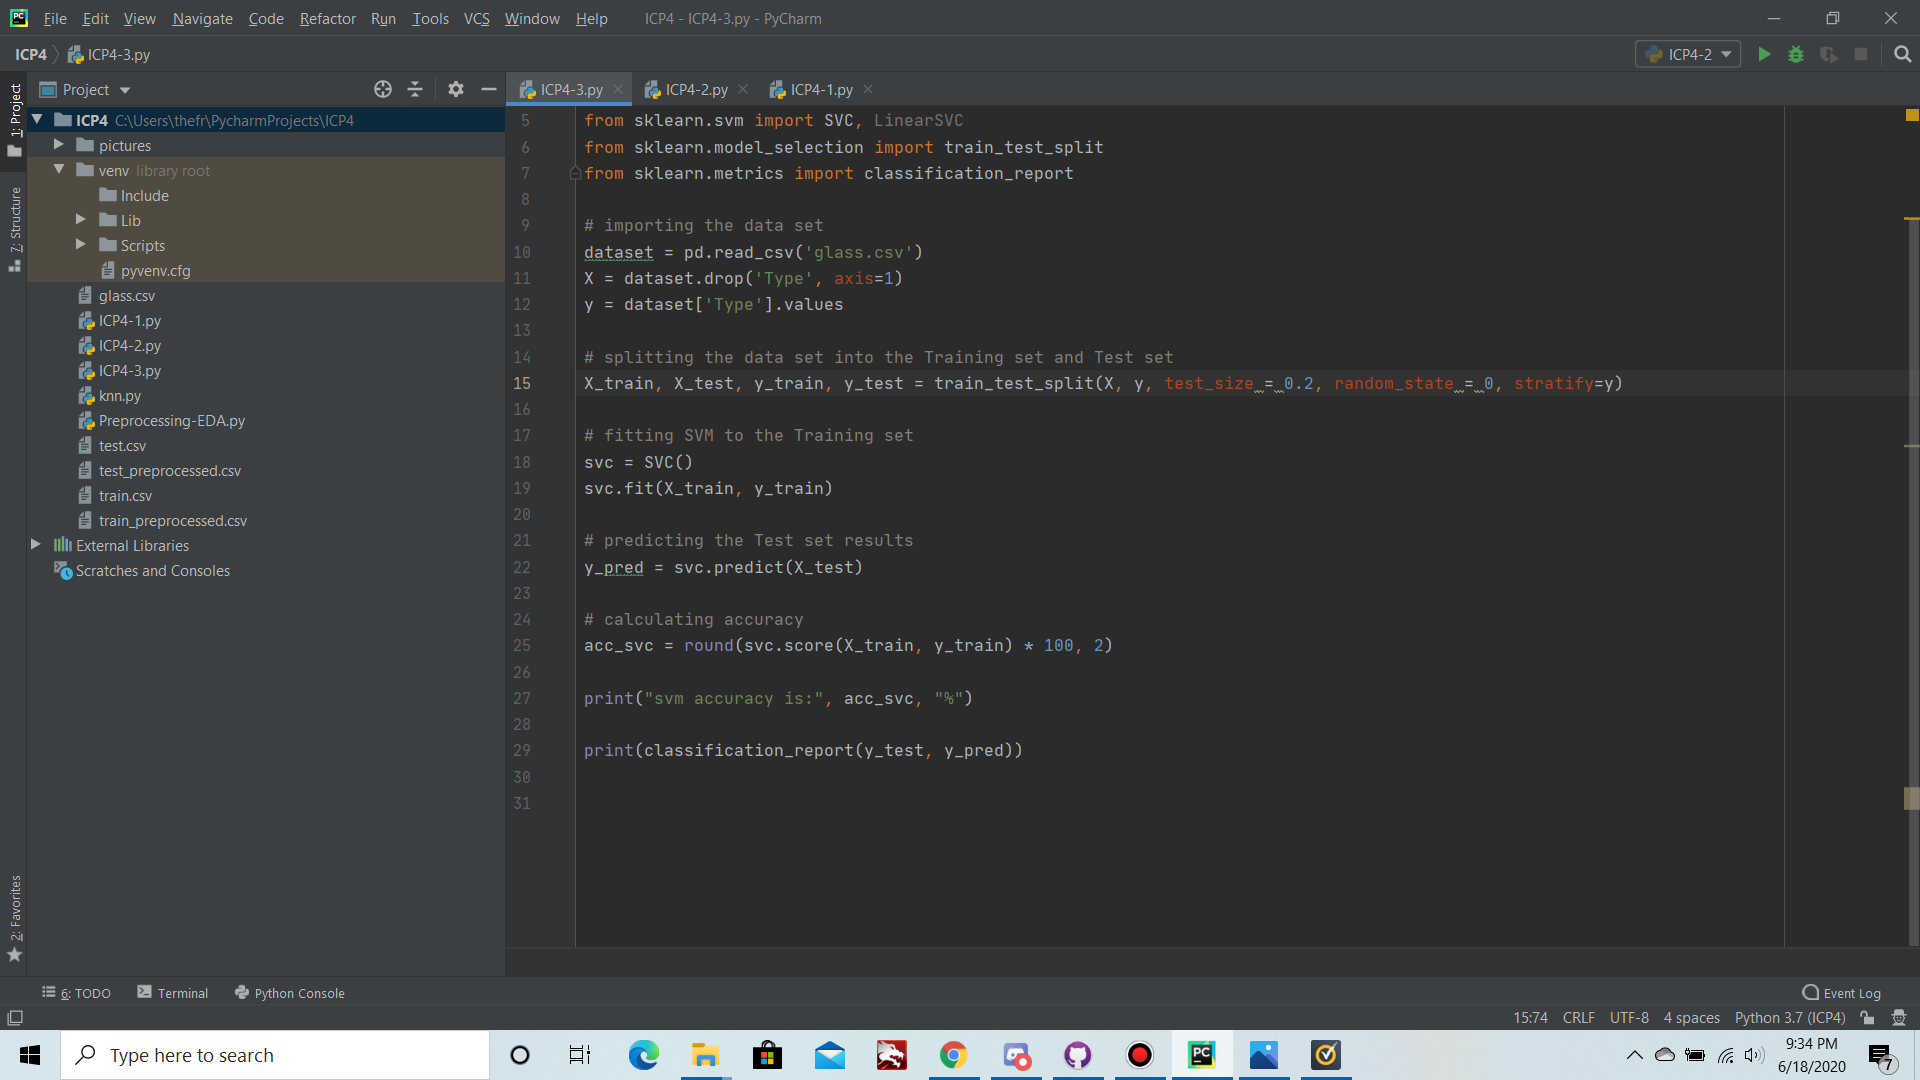 File Edit View Navigate Code Refactor Run Tools VCS Window Help ICP4 - ICP4-3.py - PyCharm
ICP4 ICP4-3.py ICP4-2
Project
ICP4-3.py ICP4-2.py ICP4-1.py
1: Project
7: Structure
2: Favorites
ICP4 C:\Users\thefr\PycharmProjects\ICP4
pictures
venv library root
Include
Lib
Scripts
pyvenv.cfg
glass.csv
ICP4-1.py
ICP4-2.py
ICP4-3.py
knn.py
Preprocessing-EDA.py
test.csv
test_preprocessed.csv
train.csv
train_preprocessed.csv
External Libraries
Scratches and Consoles
5 from sklearn.svm import SVC, LinearSVC
6 from sklearn.model_selection import train_test_split
7 from sklearn.metrics import classification_report
8
9 # importing the data set
10 dataset = pd.read_csv('glass.csv')
11 X = dataset.drop('Type', axis=1)
12 y = dataset['Type'].values
13
14 # splitting the data set into the Training set and Test set
15 X_train, X_test, y_train, y_test = train_test_split(X, y, test_size = 0.2, random_state = 0, stratify=y)
16
17 # fitting SVM to the Training set
18 svc = SVC()
19 svc.fit(X_train, y_train)
20
21 # predicting the Test set results
22 y_pred = svc.predict(X_test)
23
24 # calculating accuracy
25 acc_svc = round(svc.score(X_train, y_train) * 100, 2)
26
27 print("svm accuracy is:", acc_svc, "%")
28
29 print(classification_report(y_test, y_pred))
30
31
6: TODO Terminal Python Console Event Log
15:74 CRLF UTF-8 4 spaces Python 3.7 (ICP4)
Type here to search
9:34 PM
6/18/2020
7